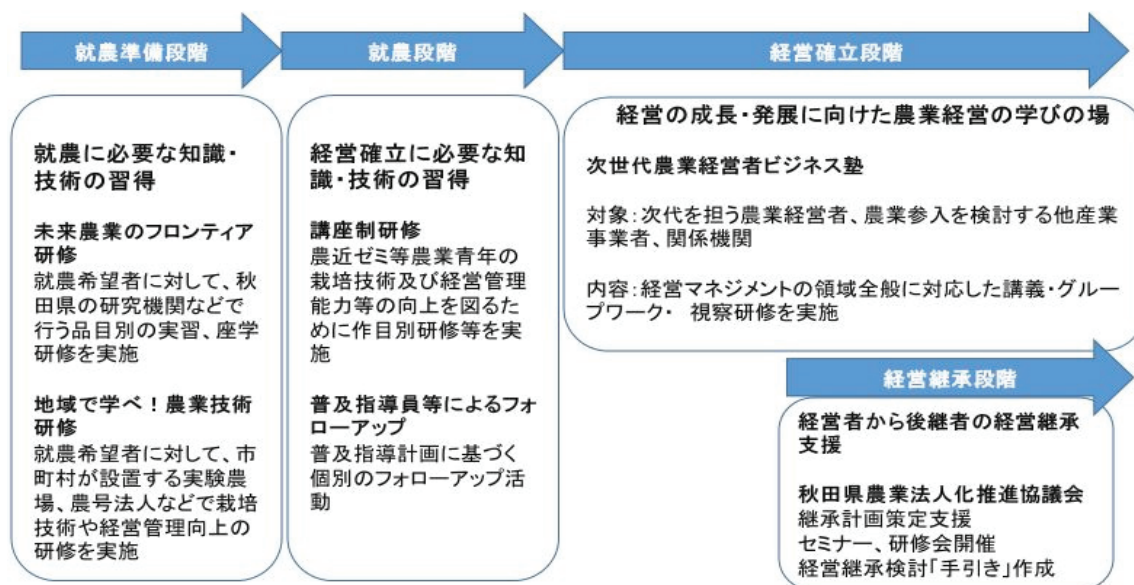 就農準備段階
就農段階
経営確立段階
就農に必要な知識・
技術の習得
未来農業のフロンティア
研修
就農希望者に対して、秋
田県の研究機関などで
行う品目別の実習、座学
研修を実施
地域で学べ！農業技術
研修
就農希望者に対して、市
町村が設置する実験農
場、農号法人などで栽培
技術や経営管理向上の
研修を実施
経営確立に必要な知
識・技術の習得
講座制研修
農近ゼミ等農業青年の
栽培技術及び経営管理
能力等の向上を図るた
めに作目別研修等を実
施
普及指導員等によるフォ
ローアップ
普及指導計画に基づく
個別のフォローアップ活
動
経営の成長・発展に向けた農業経営の学びの場
次世代農業経営者ビジネス塾
対象：次代を担う農業経営者、農業参入を検討する他産業
事業者、関係機関
内容：経営マネジメントの領域全般に対応した講義・グルー
プワーク・ 視察研修を実施
経営継承段階
経営者から後継者の経営継承
支援
秋田県農業法人化推進協議会
継承計画策定支援
セミナー、研修会開催
経営継承検討「手引き」作成